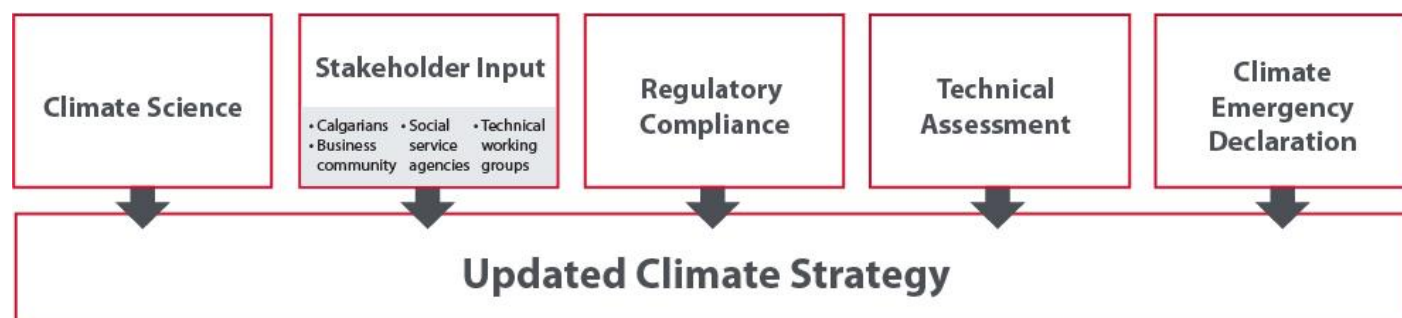 Climate Science
Stakeholder Input
• Calgarians
• Business
community
• Social
service
agencies
• Technical
working
groups
Regulatory
Compliance
Technical
Assessment
Climate
Emergency
Declaration
Updated Climate Strategy